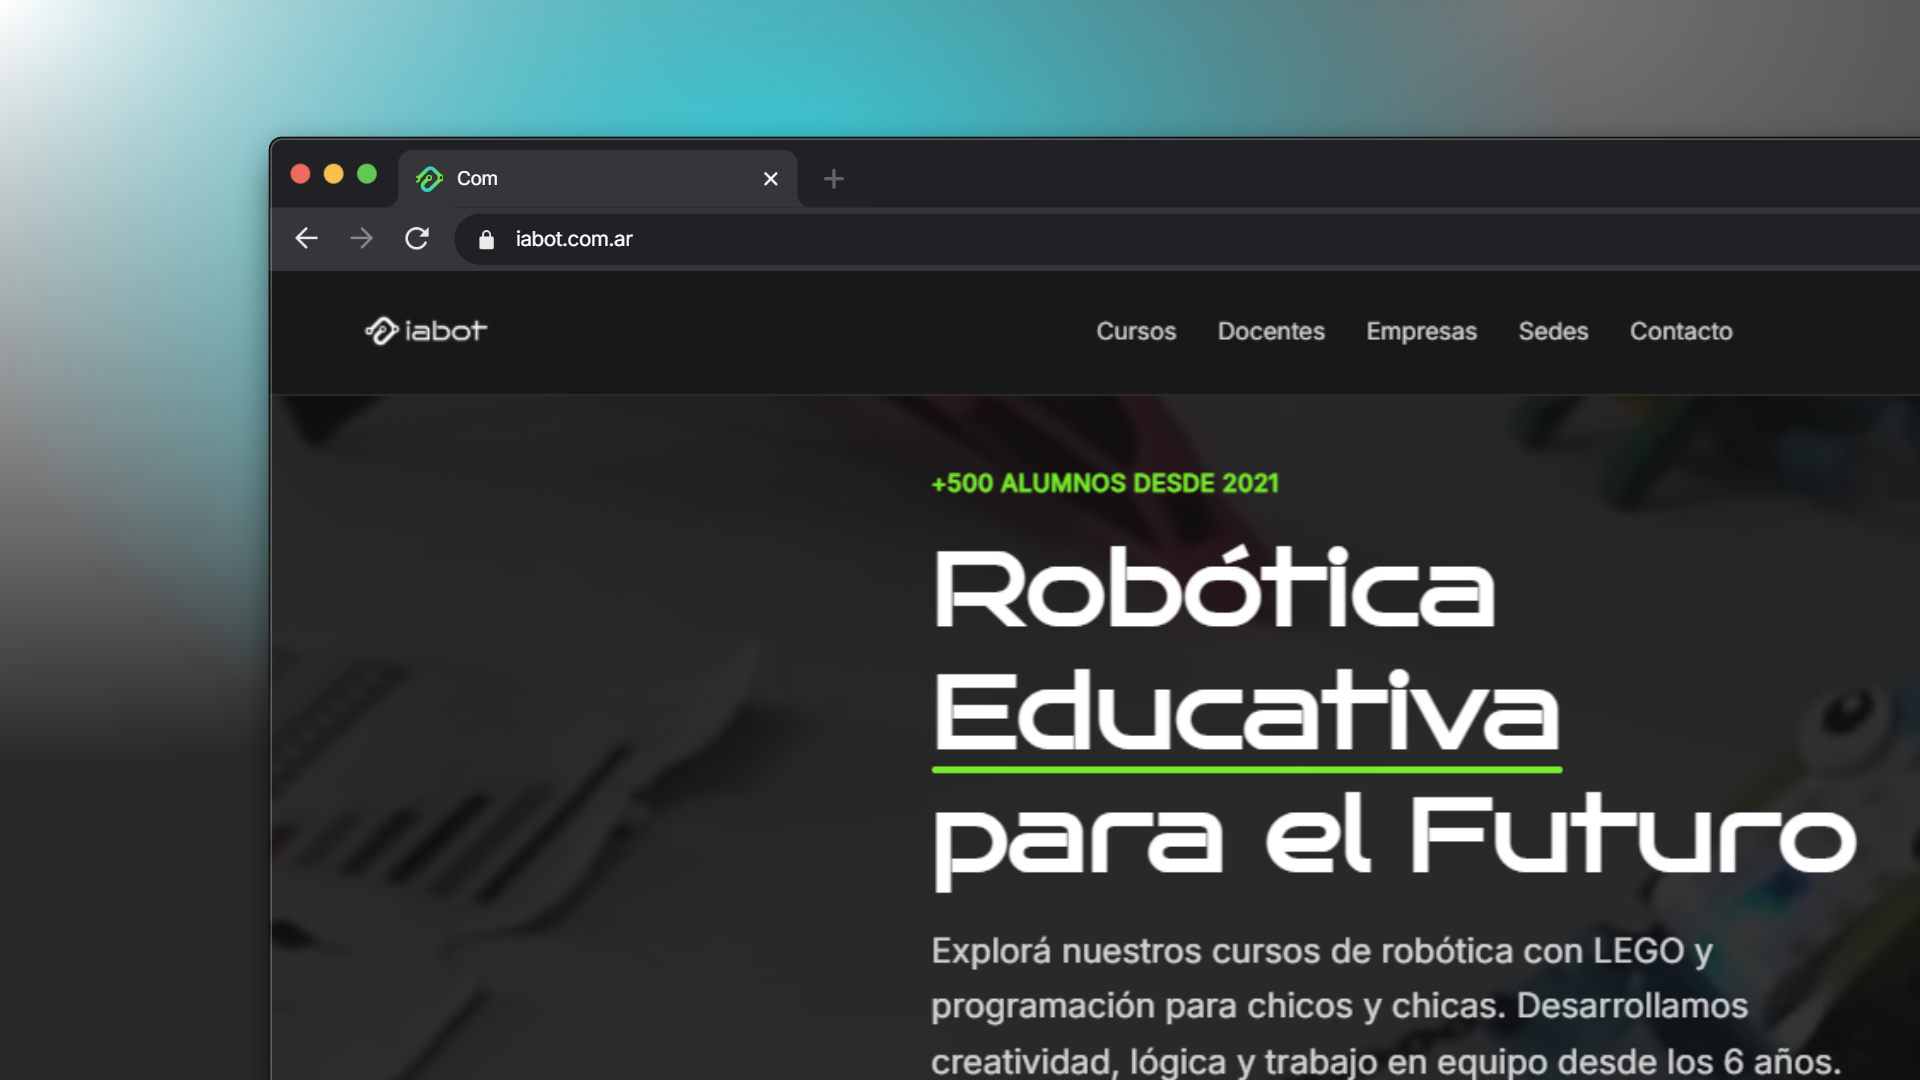 Com
iabot.com.ar
iabot
Cursos Docentes Empresas Sedes Contacto
+500 ALUMNOS DESDE 2021
Robótica
Educativa
para el Futuro
Explorá nuestros cursos de robótica con LEGO y
programación para chicos y chicas. Desarrollamos
creatividad, lógica y trabajo en equipo desde los 6 años.